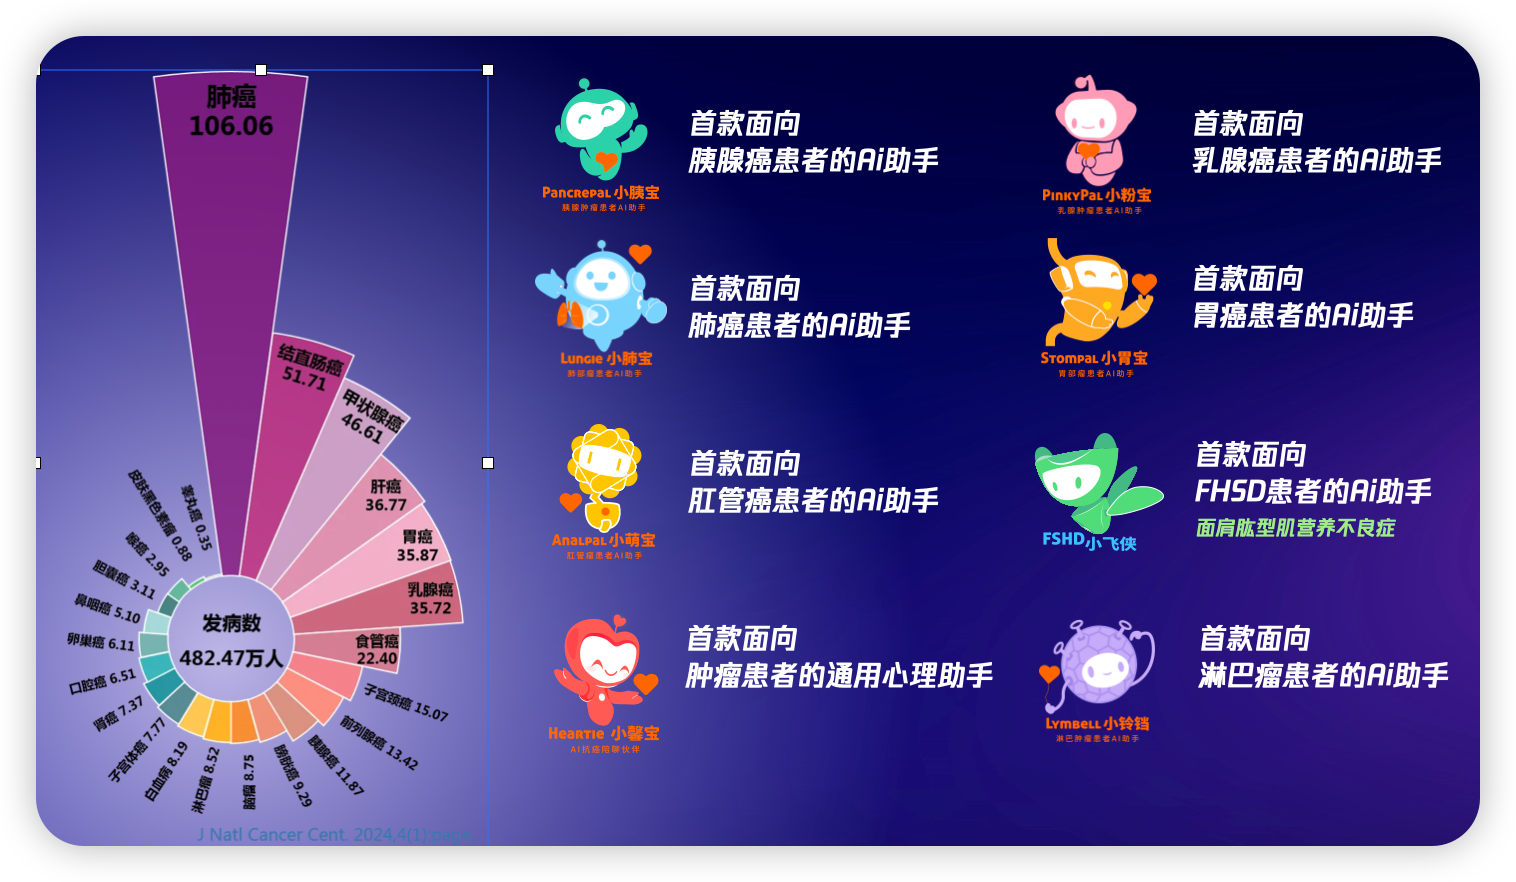 肺癌
106.06
结直肠癌
51.71
甲状腺癌
46.61
肝癌
36.77
胃癌
35.87
乳腺癌
35.72
食管癌
22.40
子宫颈癌 15.07
前列腺癌 13.42
胰腺癌 11.87
膀胱癌 9.29
脑瘤 8.75
淋巴瘤 8.52
白血病 8.19
子宫体癌 7.77
肾癌 7.37
口腔癌 6.51
卵巢癌 6.11
鼻咽癌 5.10
胆囊癌 3.11
喉癌 2.95
皮肤黑色素瘤 0.88
睾丸癌 0.35
发病数
482.47万人
J Natl Cancer Cent. 2024,4(1):
Pancrepal 小胰宝
胰腺肿瘤患者AI助手
首款面向
胰腺癌患者的Ai助手
PinkyPal 小粉宝
乳腺肿瘤患者AI助手
首款面向
乳腺癌患者的Ai助手
Lungie 小肺宝
肺部瘤患者AI助手
首款面向
肺癌患者的Ai助手
Stompal 小胃宝
胃部瘤患者AI助手
首款面向
胃癌患者的Ai助手
Analpal 小萌宝
肛管瘤患者AI助手
首款面向
肛管癌患者的Ai助手
FSHD小飞侠
首款面向
FHSD患者的Ai助手
面肩肱型肌营养不良症
Heartie 小馨宝
AI抗癌陪聊伙伴
首款面向
肿瘤患者的通用心理助手
Lymbell 小铃铛
淋巴肿瘤患者AI助手
首款面向
淋巴瘤患者的Ai助手